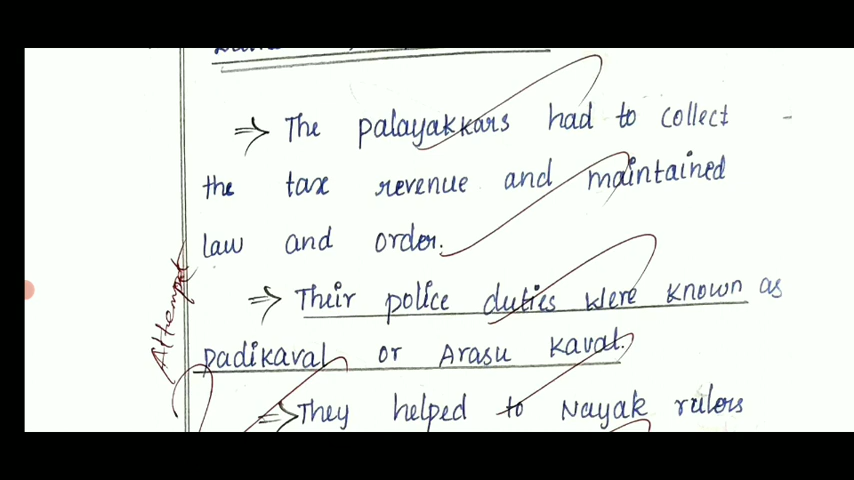 ⇒ The palayakkars had to collect -
the tax revenue and maintained
law and order.
⇒ Their police duties were known as
padikaval or Arasu kaval.
⇒ They helped to Nayak rulers
Attempt